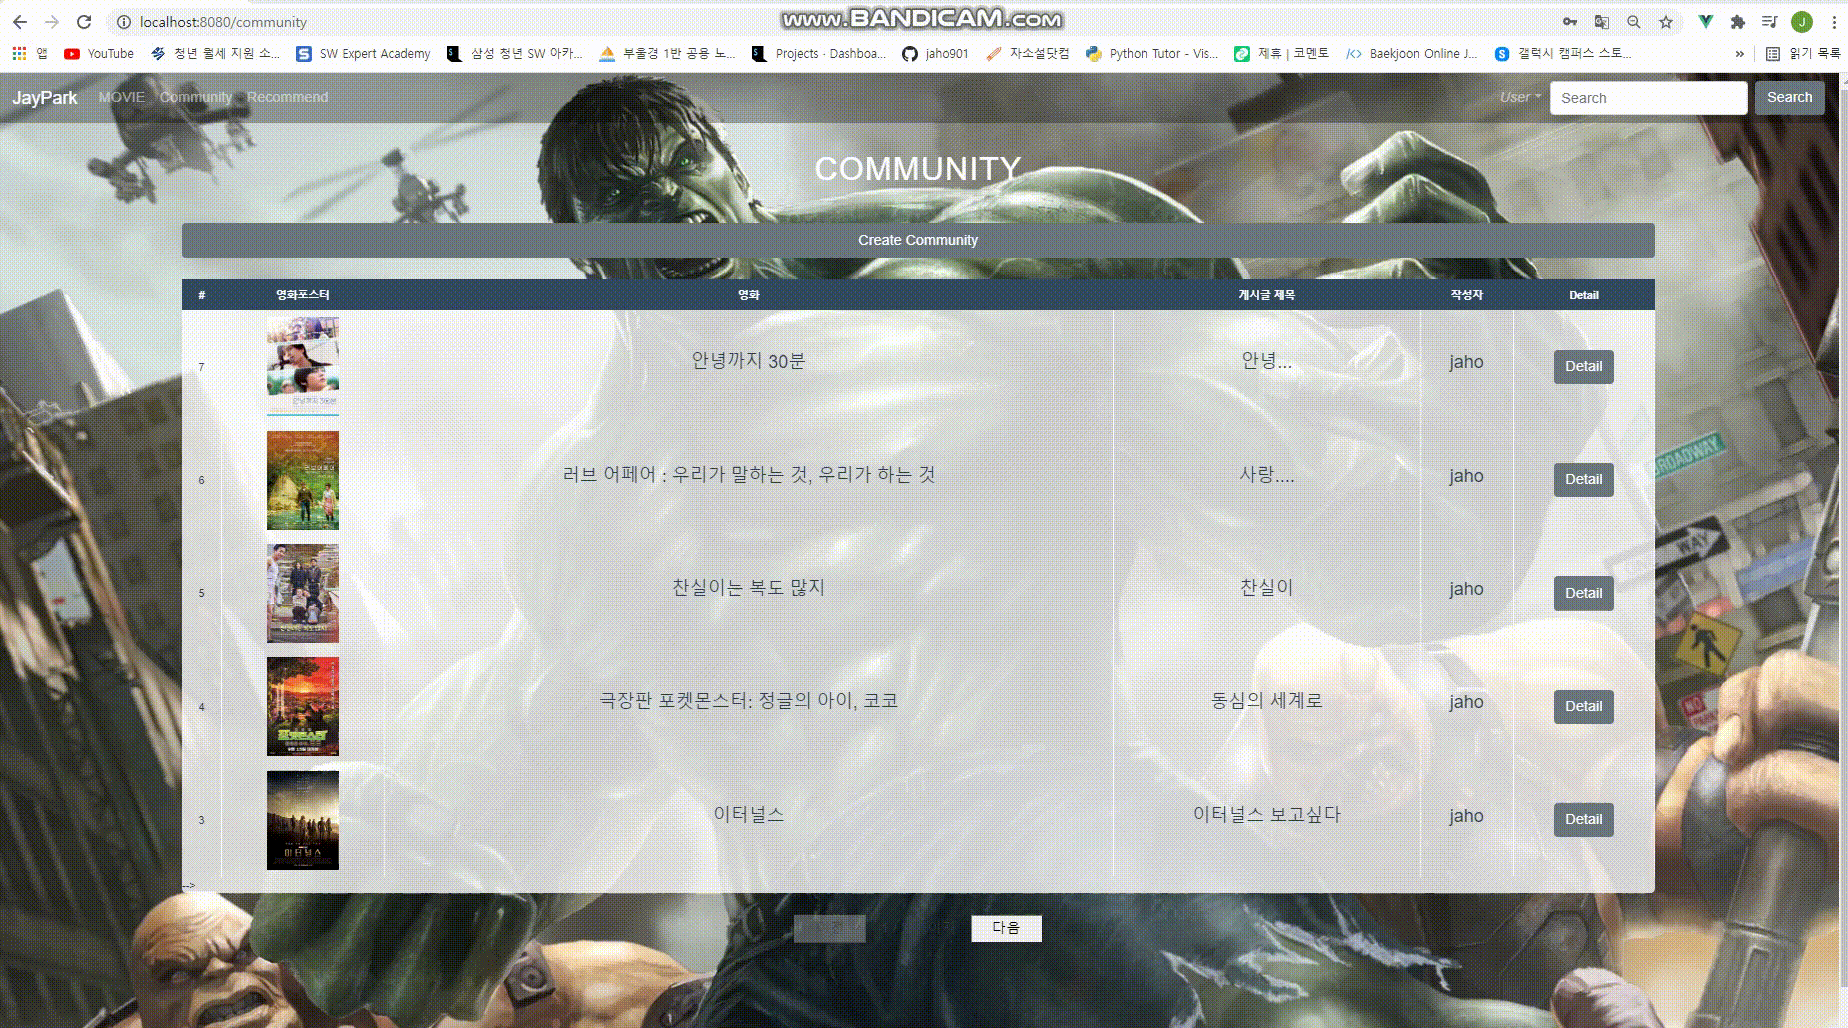 localhost:8080/community
www.BANDICAM.com
J
앱 YouTube 청년 월세 지원 소... SW Expert Academy 삼성 청년 SW 아카... 부울경 1반 공용 노... Projects · Dashboa... jaho901 자소설닷컴 Python Tutor - Vis... 제휴 | 코멘토 Baekjoon Online J... 갤럭시 캠퍼스 스토... » 읽기 목록
JayPark MOVIE Community Recommend User Search Search
COMMUNITY
Create Community
# 영화포스터 영화 게시글 제목 작성자 Detail
7 안녕까지 30분 안녕... jaho Detail
6 러브 어페어 : 우리가 말하는 것, 우리가 하는 것 사랑.... jaho Detail
BROADWAY
WAY
5 찬실이는 복도 많지 찬실이 jaho Detail
4 극장판 포켓몬스터: 정글의 아이, 코코 동심의 세계로 jaho Detail
NO
3 이터널스 이터널스 이터널스 보고싶다 jaho Detail
-->
다음